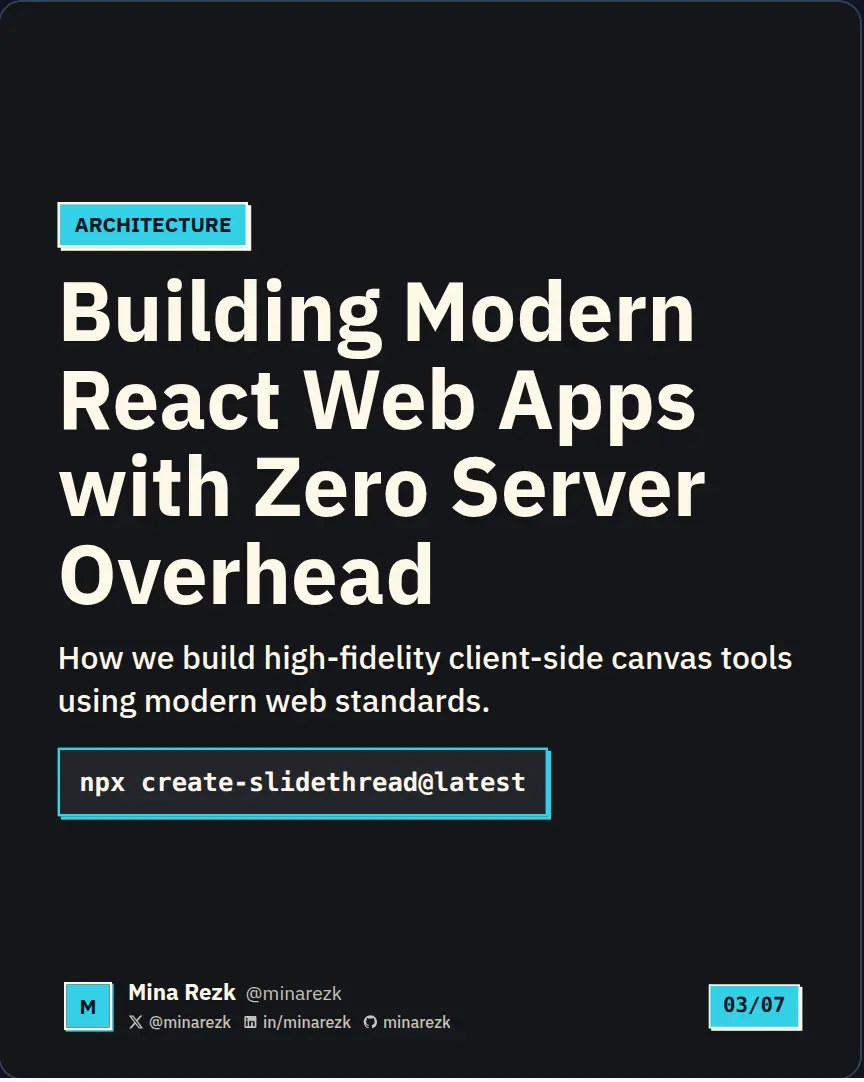 ARCHITECTURE
Building Modern
React Web Apps
with Zero Server
Overhead
How we build high-fidelity client-side canvas tools
using modern web standards.
npx create-slidethread@latest
M
Mina Rezk @minarezk
@minarezk in/minarezk minarezk
03/07